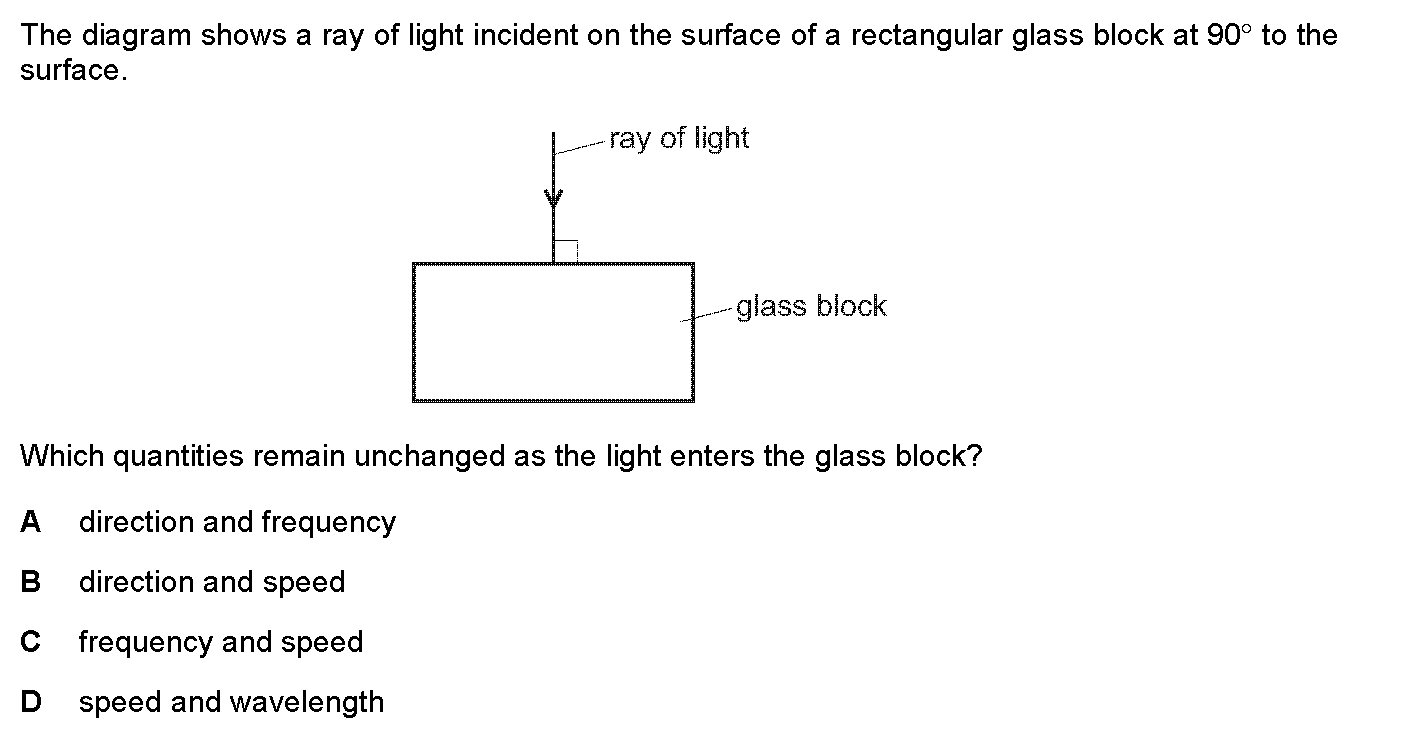 The diagram shows a ray of light incident on the surface of a rectangular glass block at 90° to the
surface.
ray of light
glass block
Which quantities remain unchanged as the light enters the glass block?
A direction and frequency
B direction and speed
C frequency and speed
D speed and wavelength